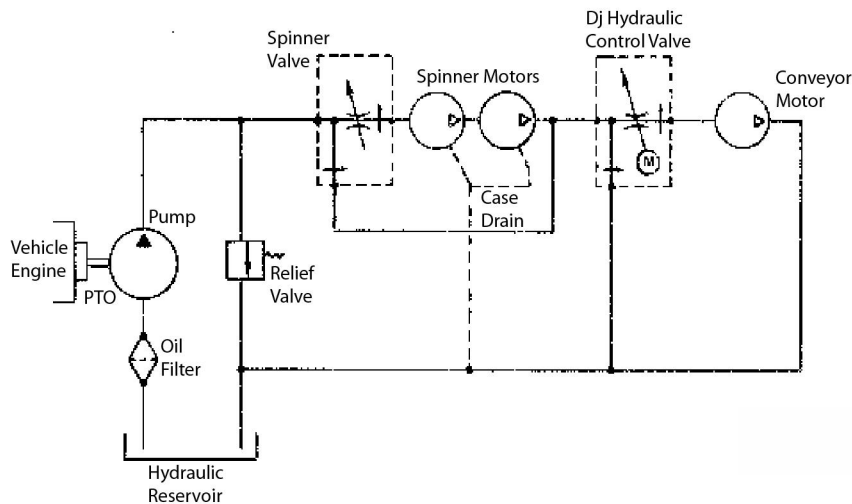 Dj Hydraulic
Control Valve
Spinner
Valve
Spinner Motors
Conveyor
Motor
M
Case
Drain
Pump
Vehicle
Engine
PTO
Relief
Valve
Oil
Filter
Hydraulic
Reservoir